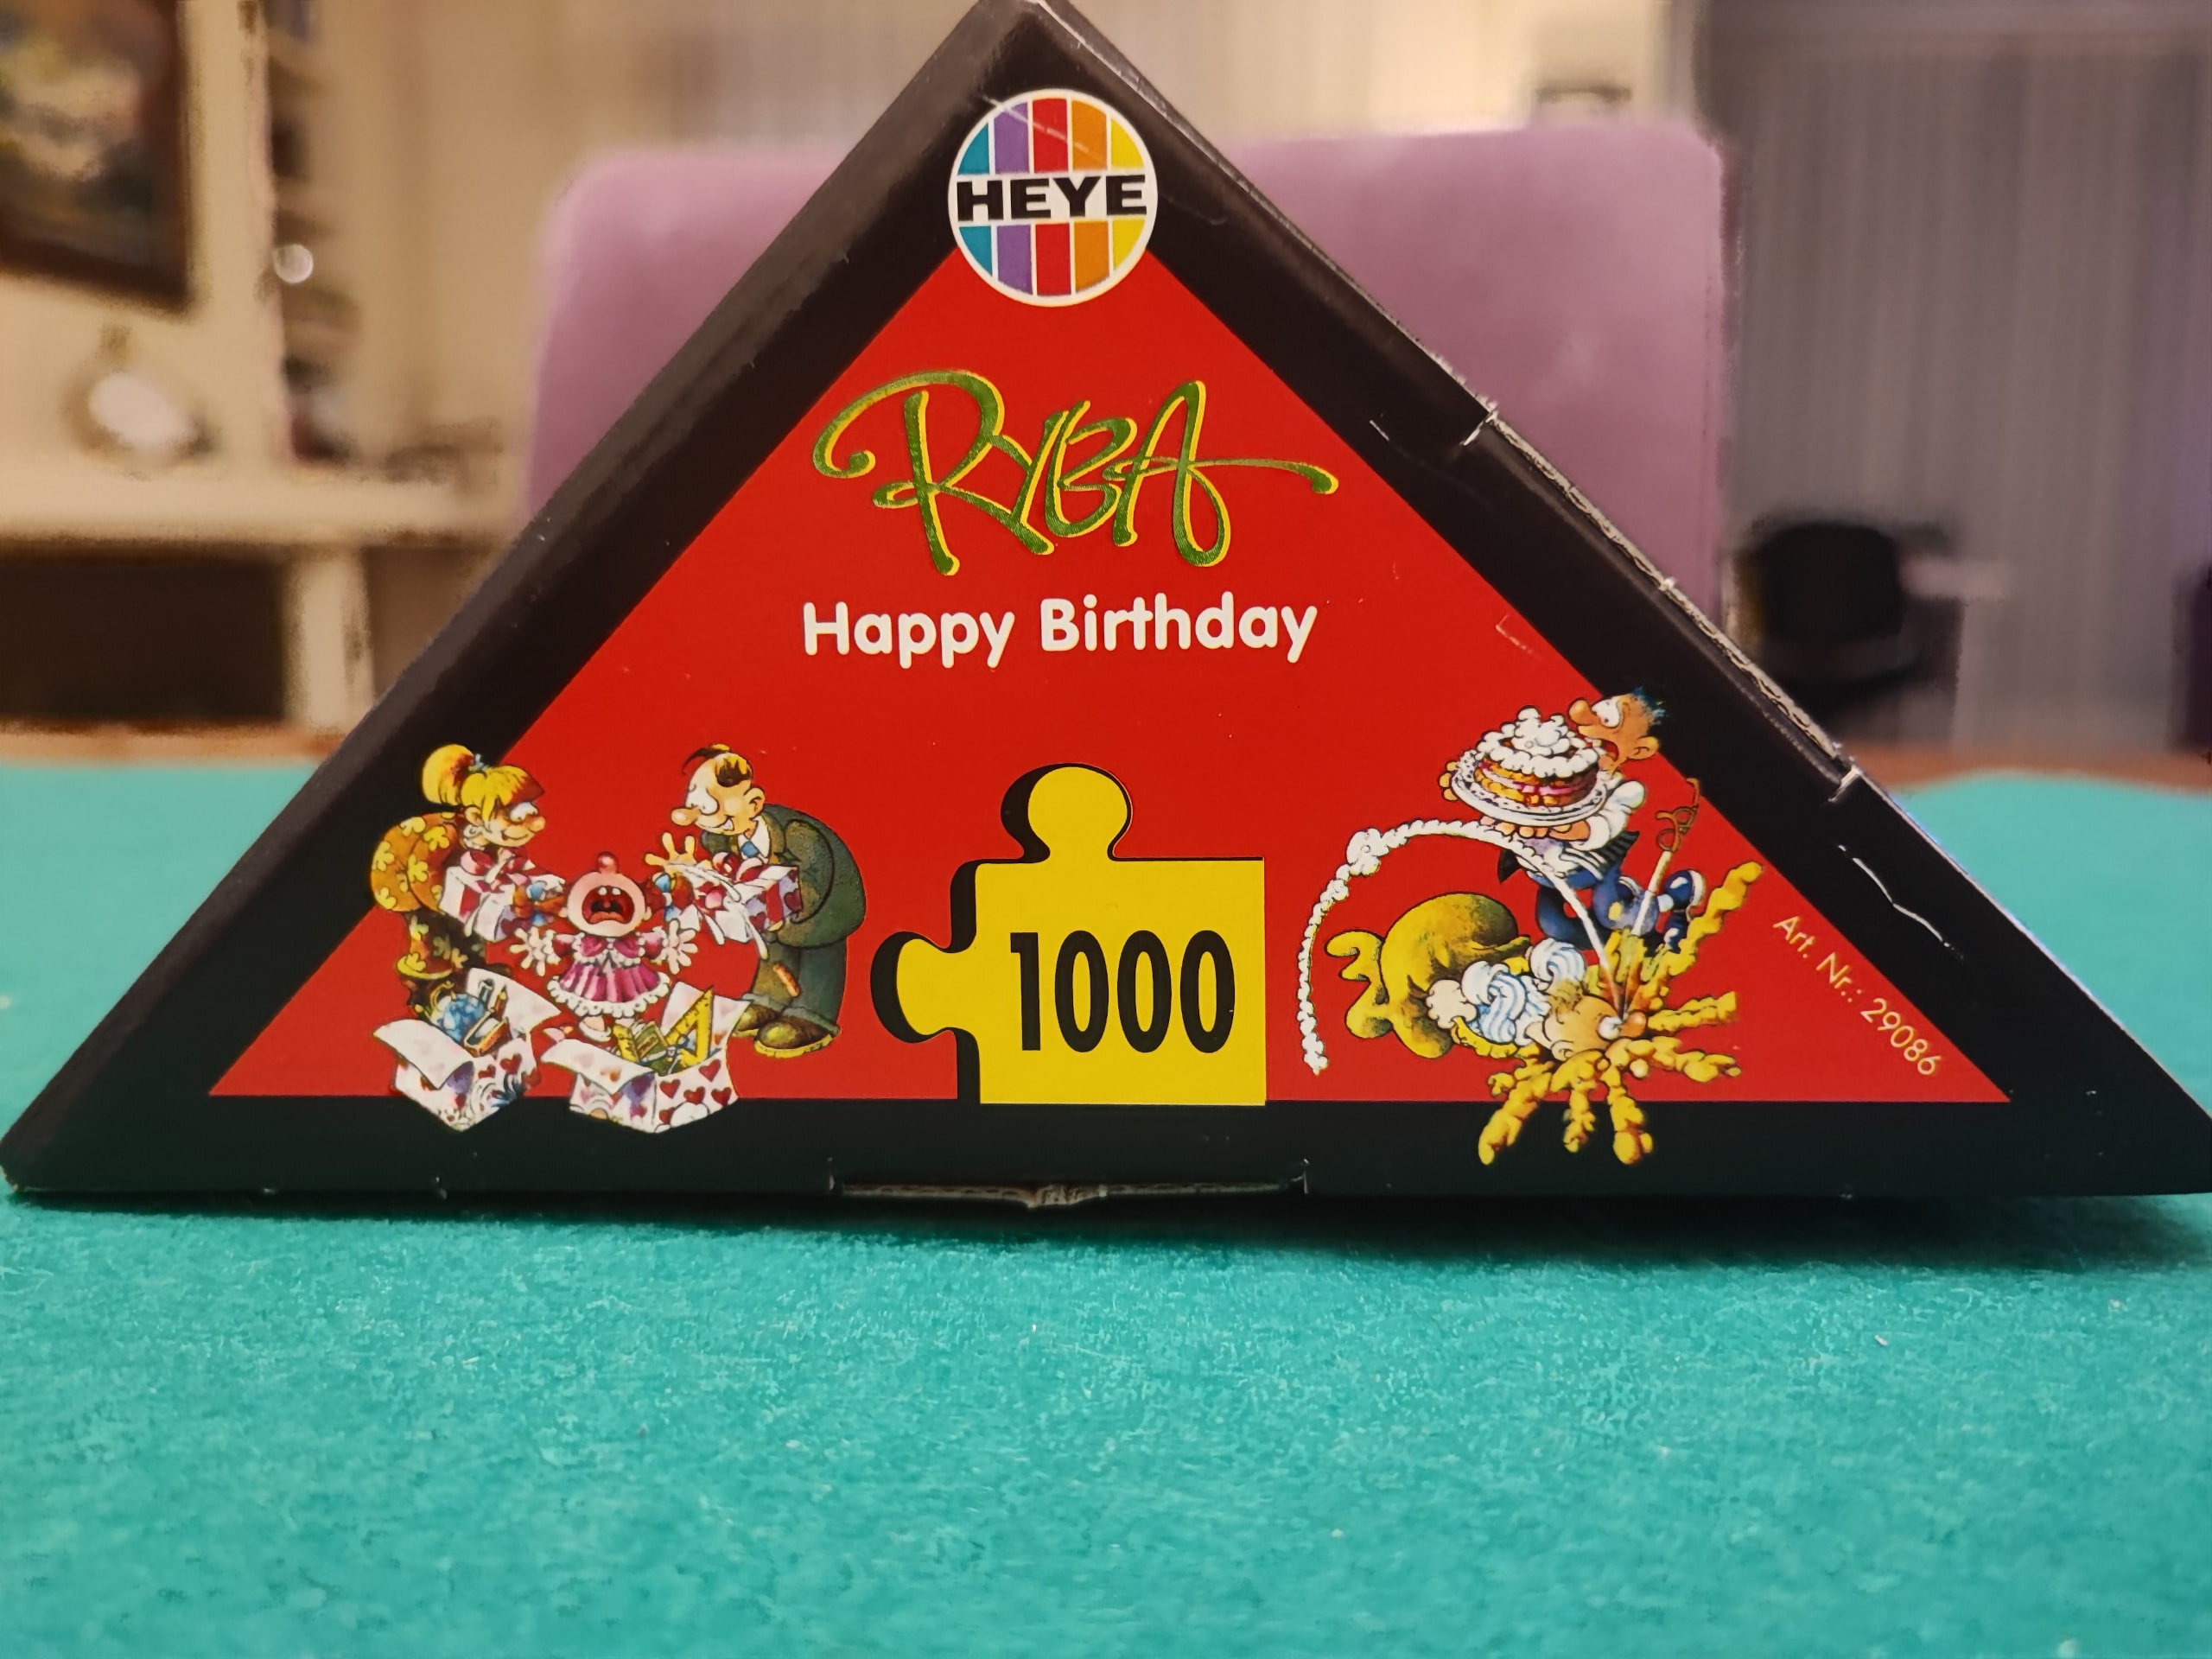 HEYE
RYBA
Happy Birthday
1000
Art. Nr.: 29086